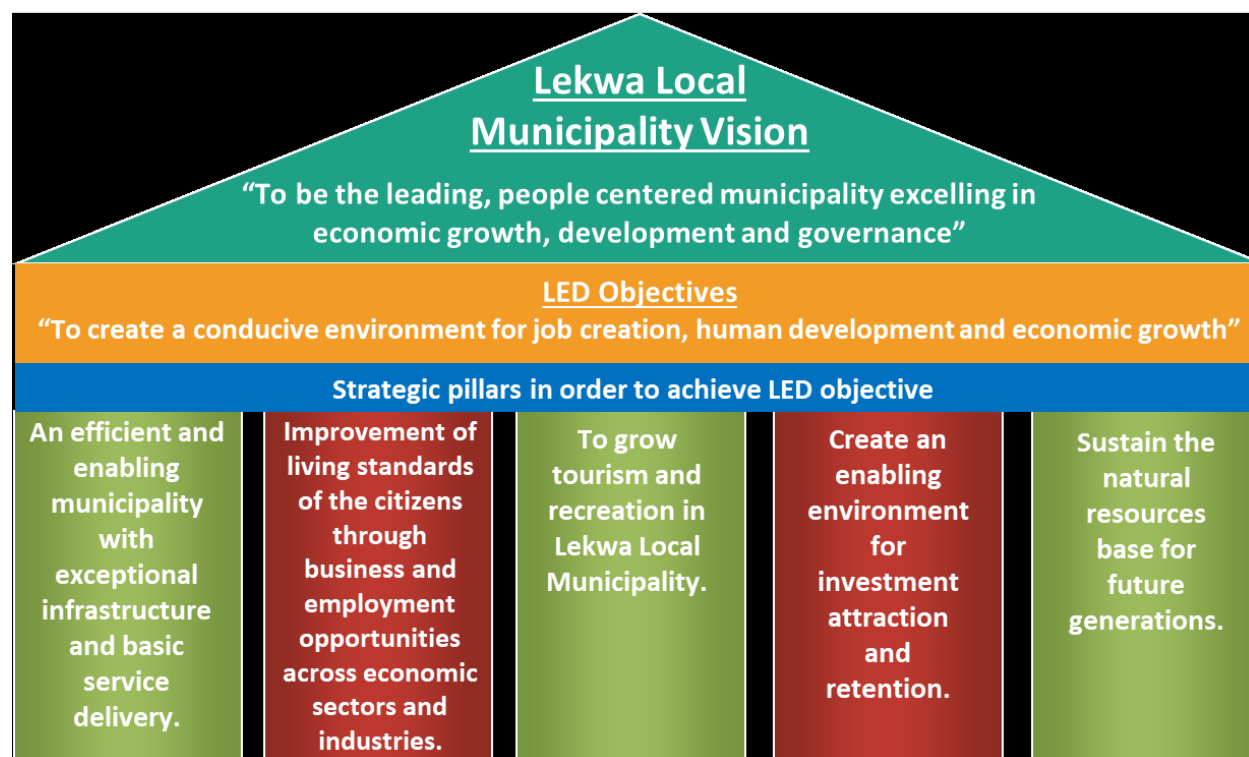 Lekwa Local
Municipality Vision
“To be the leading, people centered municipality excelling in
economic growth, development and governance”
LED Objectives
“To create a conducive environment for job creation, human development and economic growth”
Strategic pillars in order to achieve LED objective
An efficient and
enabling
municipality
with
exceptional
infrastructure
and basic
service
delivery.
Improvement of
living standards
of the citizens
through
business and
employment
opportunities
across economic
sectors and
industries.
To grow
tourism and
recreation in
Lekwa Local
Municipality.
Create an
enabling
environment
for
investment
attraction
and
retention.
Sustain the
natural
resources
base for
future
generations.